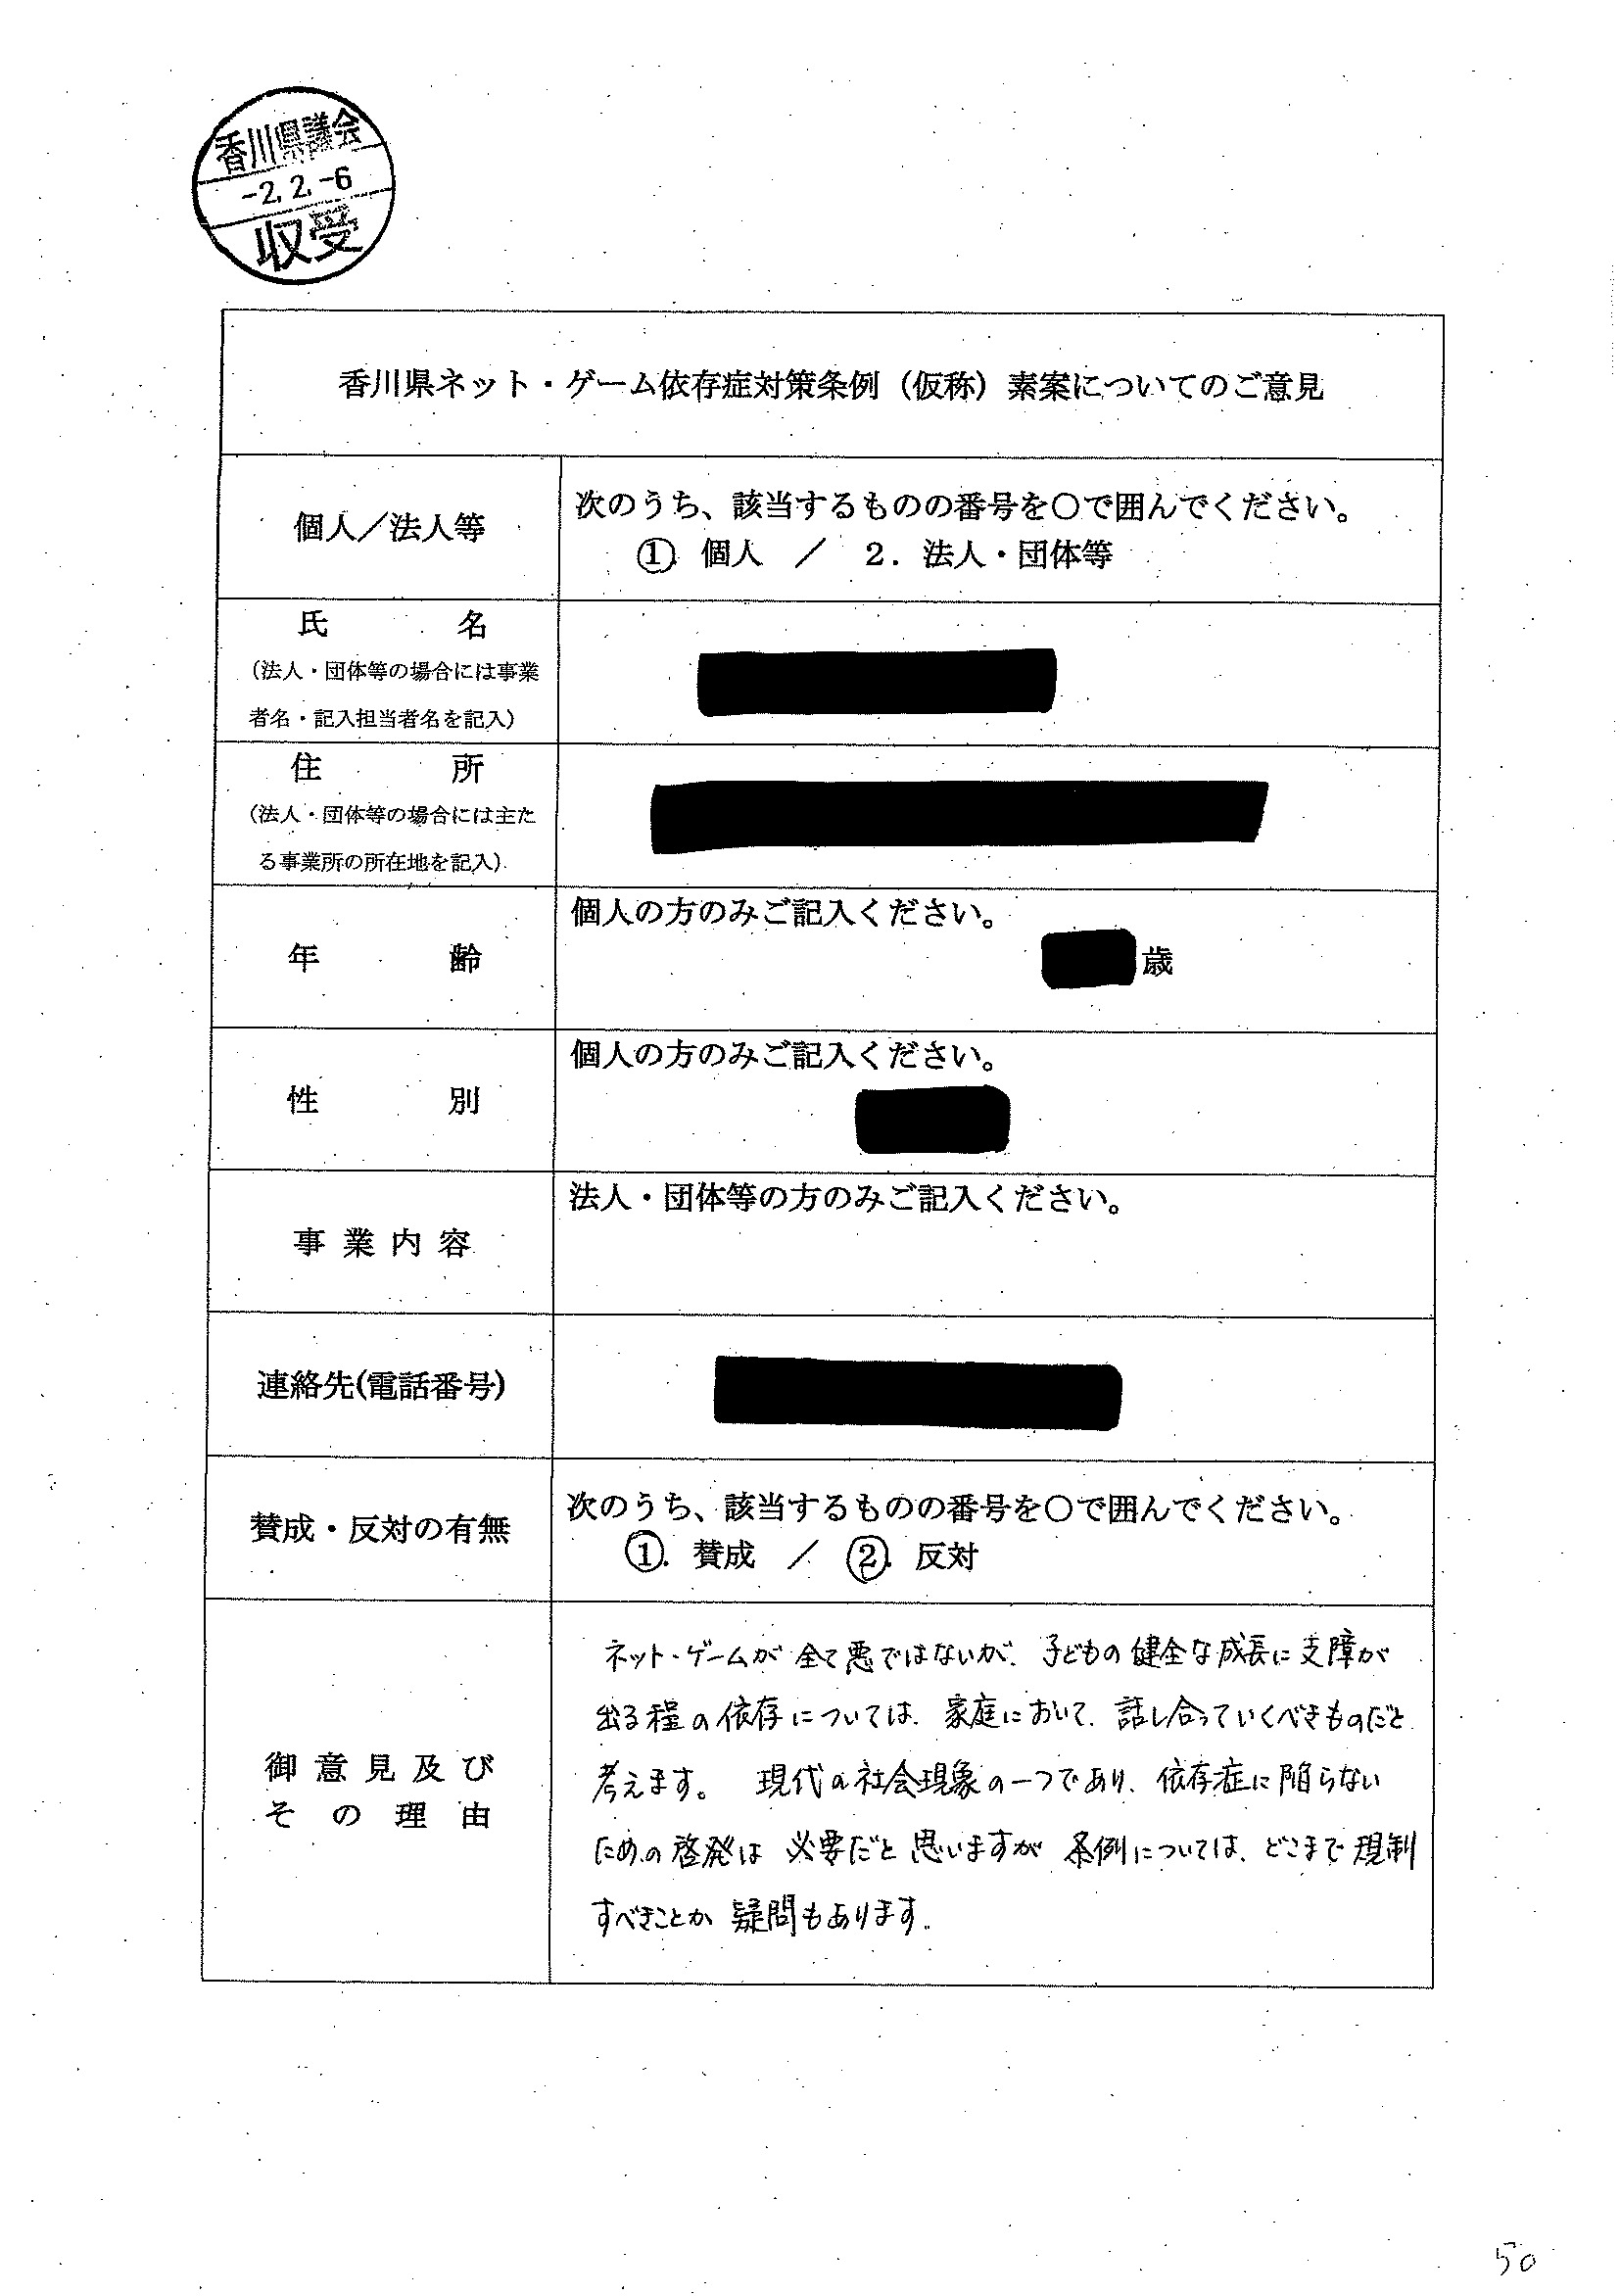 香川県議会
-2.2.-6
収受
香川県ネット・ゲーム依存症対策条例（仮称）素案についてのご意見
個人／法人等
次のうち、該当するものの番号を〇で囲んでください。
① 個人 ／ 2．法人・団体等
氏名
（法人・団体等の場合には事業
者名・記入担当者名を記入）
住所
（法人・団体等の場合には主た
る事業所の所在地を記入）
年齢
個人の方のみご記入ください。
歳
性別
個人の方のみご記入ください。
事業内容
法人・団体等の方のみご記入ください。
連絡先(電話番号)
賛成・反対の有無
次のうち、該当するものの番号を〇で囲んでください。
①．賛成 ／ ②．反対
御意見及び
その理由
ネット・ゲームが全て悪ではないが、子どもの健全な成長に支障が
出る程の依存については、家庭において、話し合っていくべきものだと
考えます。 現代の社会現象の一つであり、依存症に陥らない
ための啓発は必要だと思いますが 条例については、どこまで規制
すべきことか疑問もあります。
50